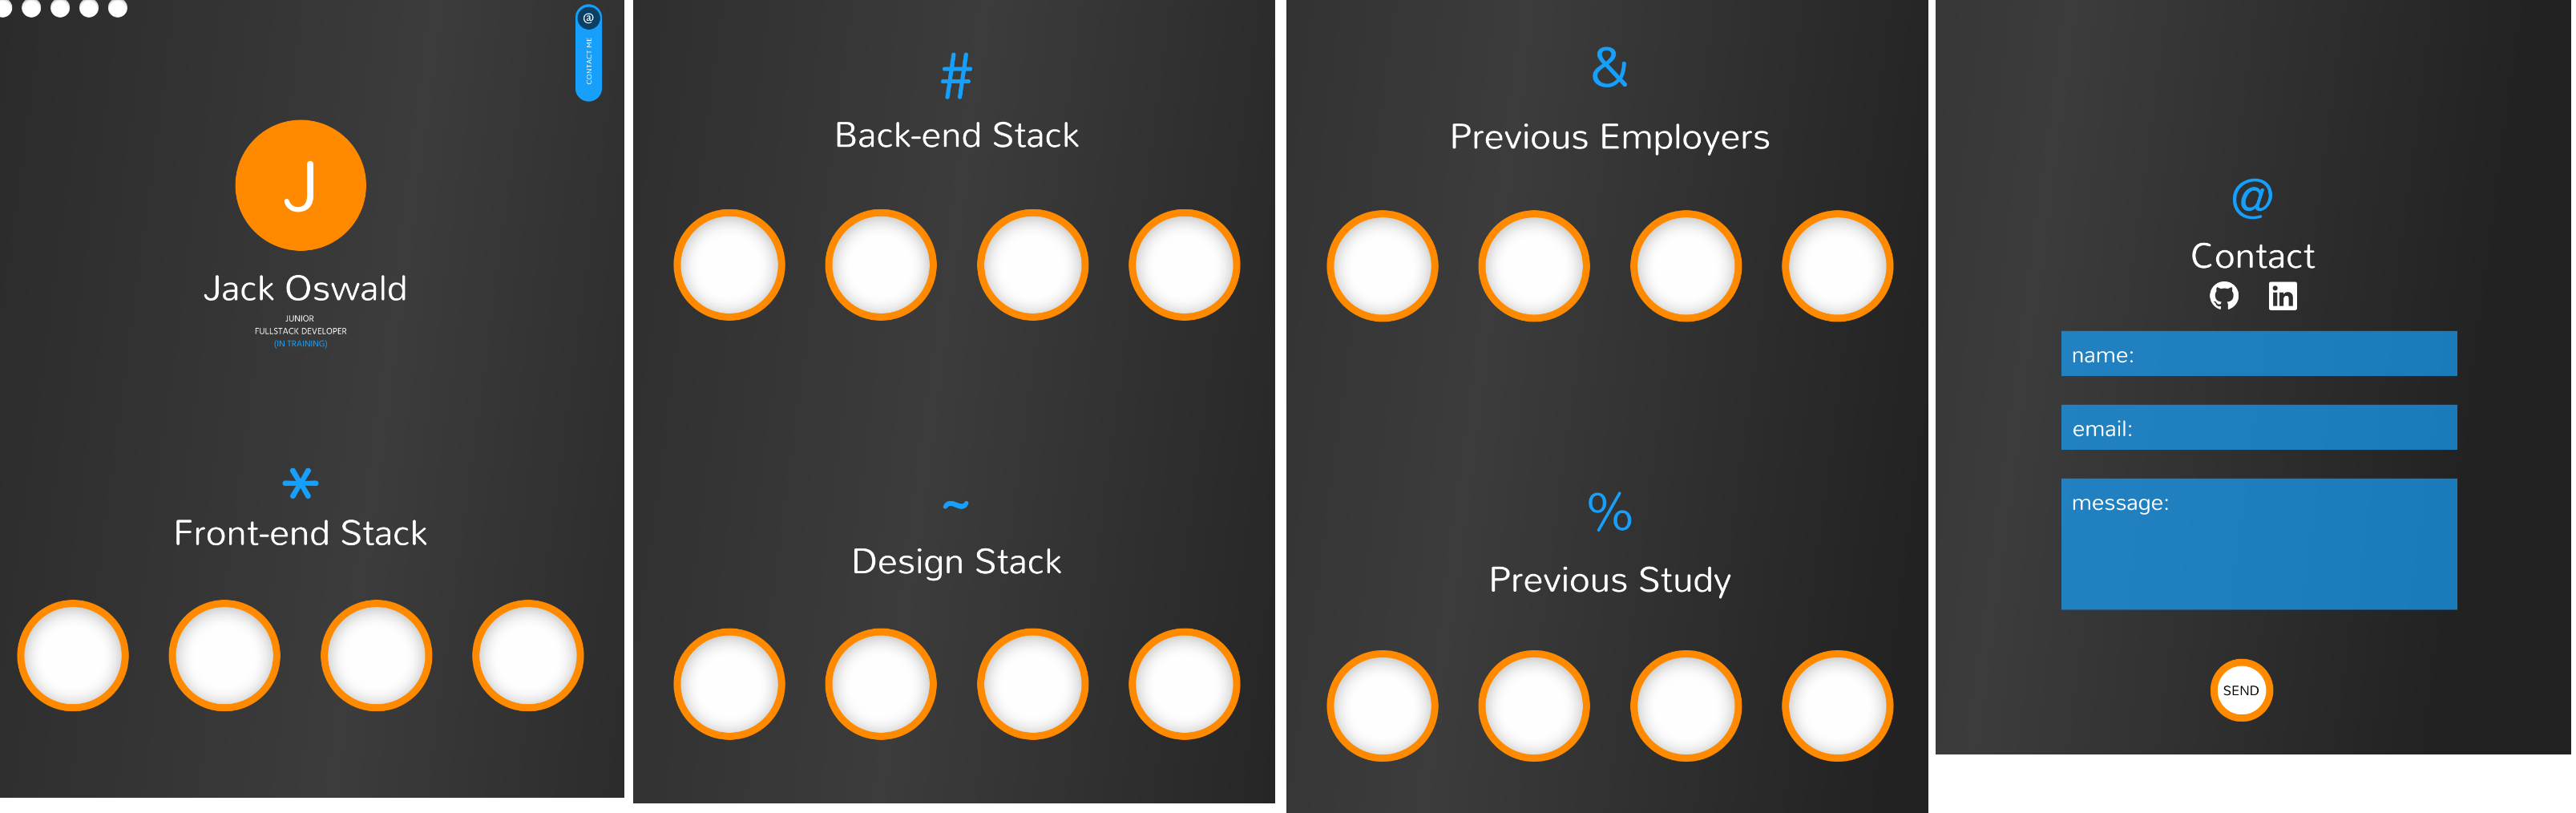 @
CONTACT ME
J
Jack Oswald
JUNIOR
FULLSTACK DEVELOPER
(IN TRAINING)
*
Front-end Stack
#
Back-end Stack
~
Design Stack
&
Previous Employers
%
Previous Study
@
Contact
in
name:
email:
message:
SEND